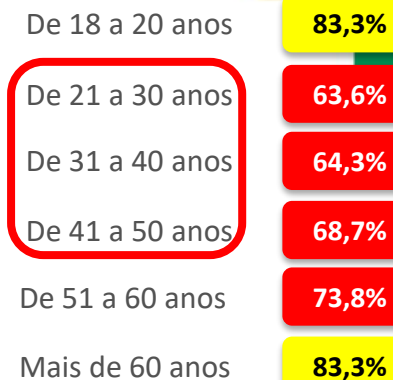 De 18 a 20 anos 83,3%
De 21 a 30 anos 63,6%
De 31 a 40 anos 64,3%
De 41 a 50 anos 68,7%
De 51 a 60 anos 73,8%
Mais de 60 anos 83,3%